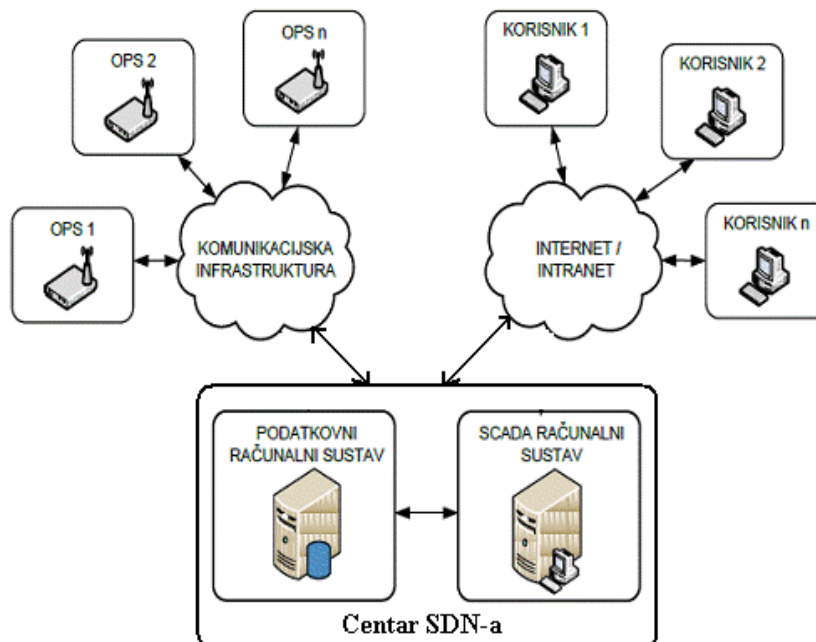 OPS n
OPS 2
OPS 1
KOMUNIKACIJSKA
INFRASTRUKTURA
KORISNIK 1
KORISNIK 2
KORISNIK n
INTERNET /
INTRANET
PODATKOVNI
RAČUNALNI SUSTAV
SCADA RAČUNALNI
SUSTAV
Centar SDN-a